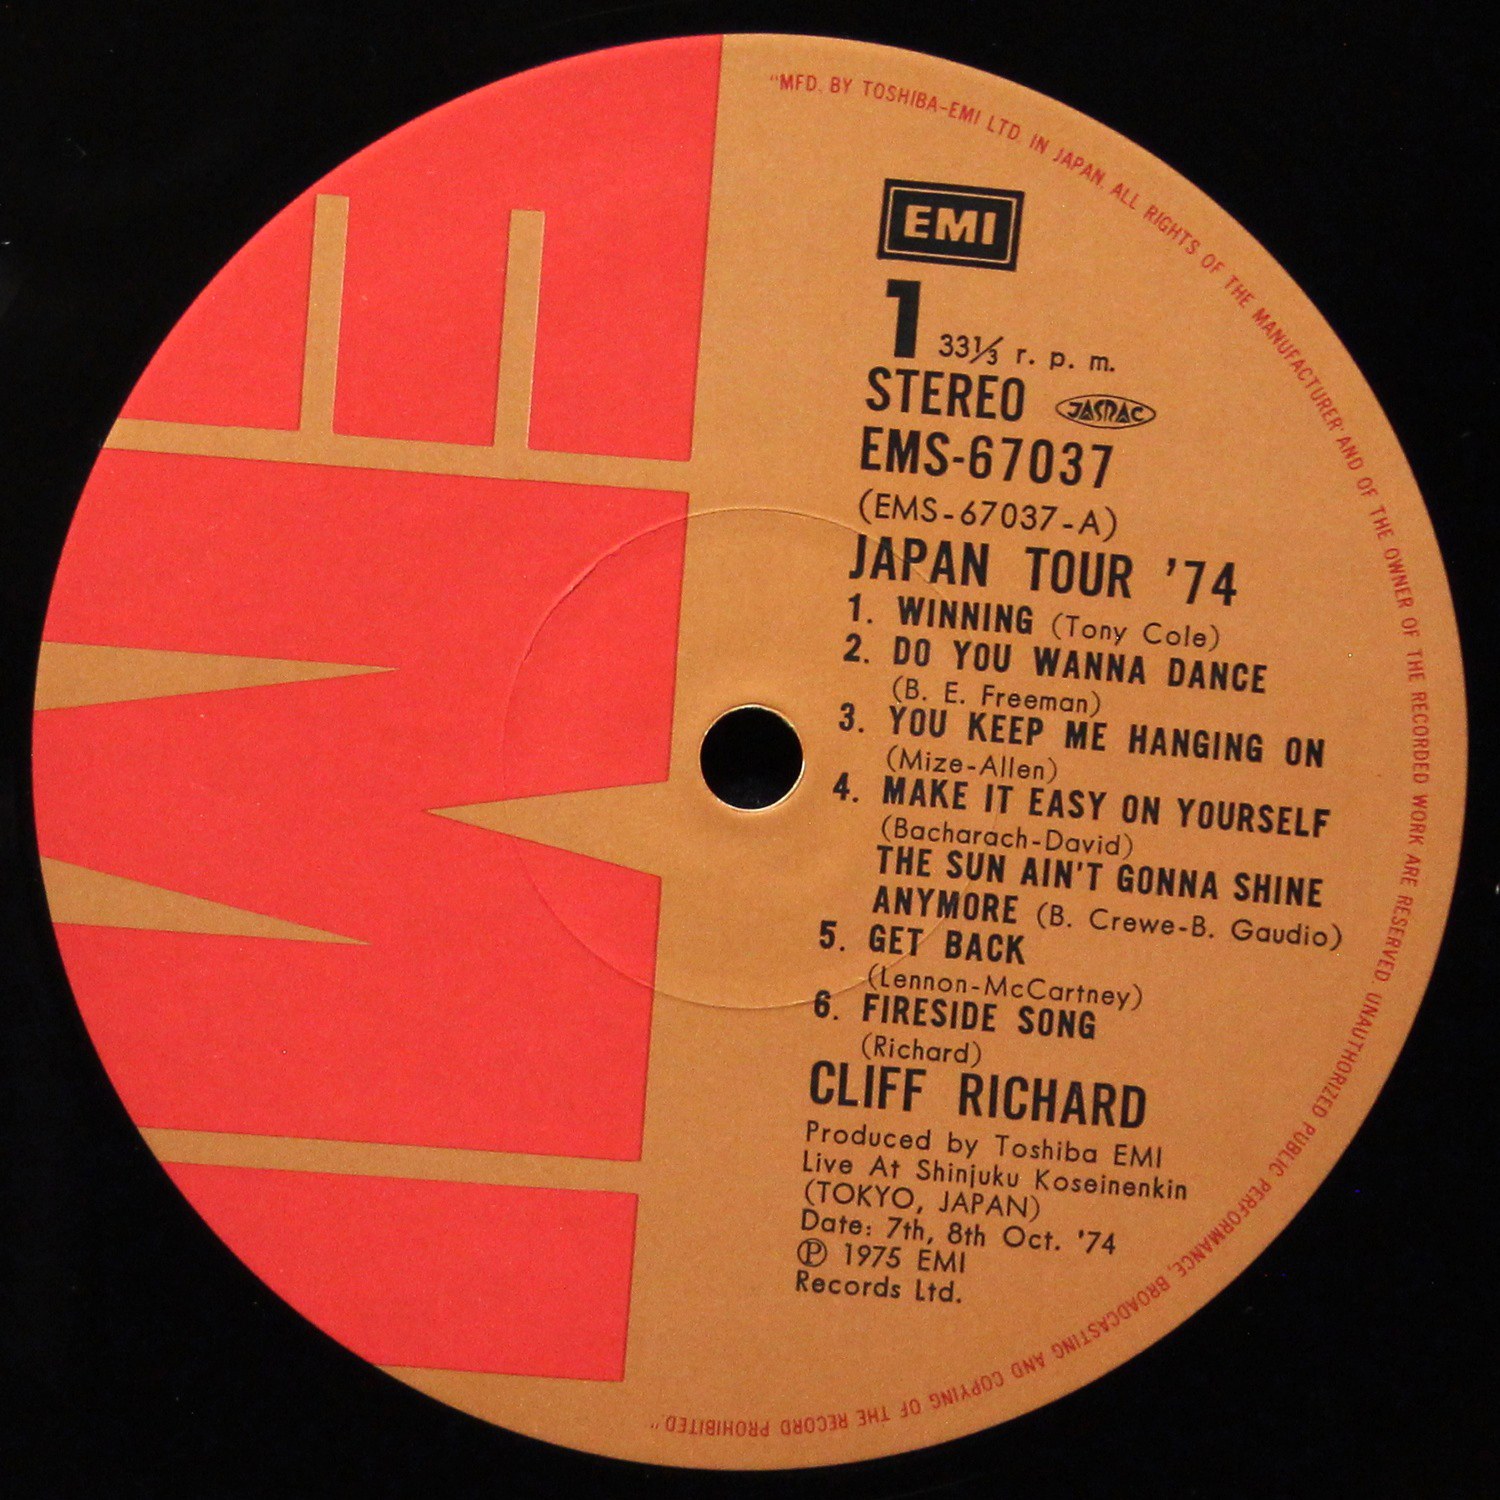 "MFD. BY TOSHIBA-EMI LTD. IN JAPAN. ALL RIGHTS OF THE MANUFACTURER AND OF THE OWNER OF THE RECORDED WORK ARE RESERVED. UNAUTHORIZED PUBLIC PERFORMANCE, BROADCASTING AND COPYING OF THE RECORD PROHIBITED."
EMI
1 33⅓ r. p. m.
STEREO JASRAC
EMS-67037
(EMS-67037-A)
JAPAN TOUR '74
1. WINNING (Tony Cole)
2. DO YOU WANNA DANCE
(B. E. Freeman)
3. YOU KEEP ME HANGING ON
(Mize-Allen)
4. MAKE IT EASY ON YOURSELF
(Bacharach-David)
THE SUN AIN'T GONNA SHINE
ANYMORE (B. Crewe-B. Gaudio)
5. GET BACK
(Lennon-McCartney)
6. FIRESIDE SONG
(Richard)
CLIFF RICHARD
Produced by Toshiba EMI
Live At Shinjuku Koseinenkin
(TOKYO, JAPAN)
Date: 7th, 8th Oct. '74
℗ 1975 EMI
Records Ltd.